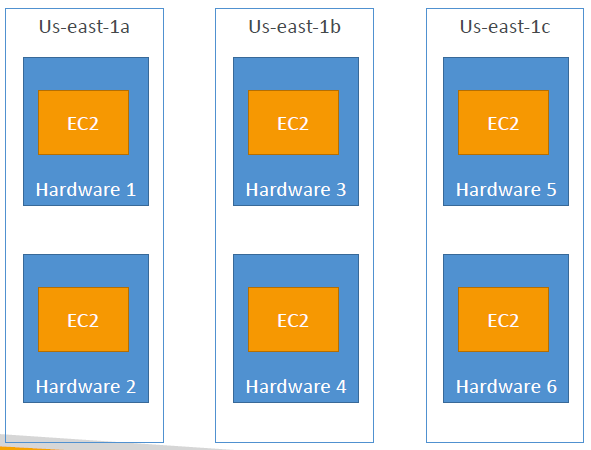 Us-east-1a
EC2
Hardware 1
EC2
Hardware 2
Us-east-1b
EC2
Hardware 3
EC2
Hardware 4
Us-east-1c
EC2
Hardware 5
EC2
Hardware 6